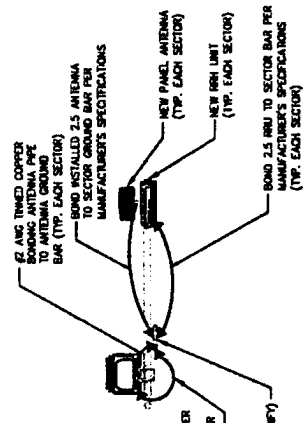 #2 AWG TINNED COPPER
BONDING ANTENNA PIPE
TO ANTENNA GROUND
BAR (TYP. EACH SECTOR)
BOND INSTALLED 2.5 ANTENNA
TO SECTOR GROUND BAR PER
MANUFACTURER'S SPECIFICATIONS
NEW PANEL ANTENNA
(TYP. EACH SECTOR)
NEW RRH UNIT
(TYP. EACH SECTOR)
BOND 2.5 RRU TO SECTOR BAR PER
MANUFACTURER'S SPECIFICATIONS
(TYP. EACH SECTOR)